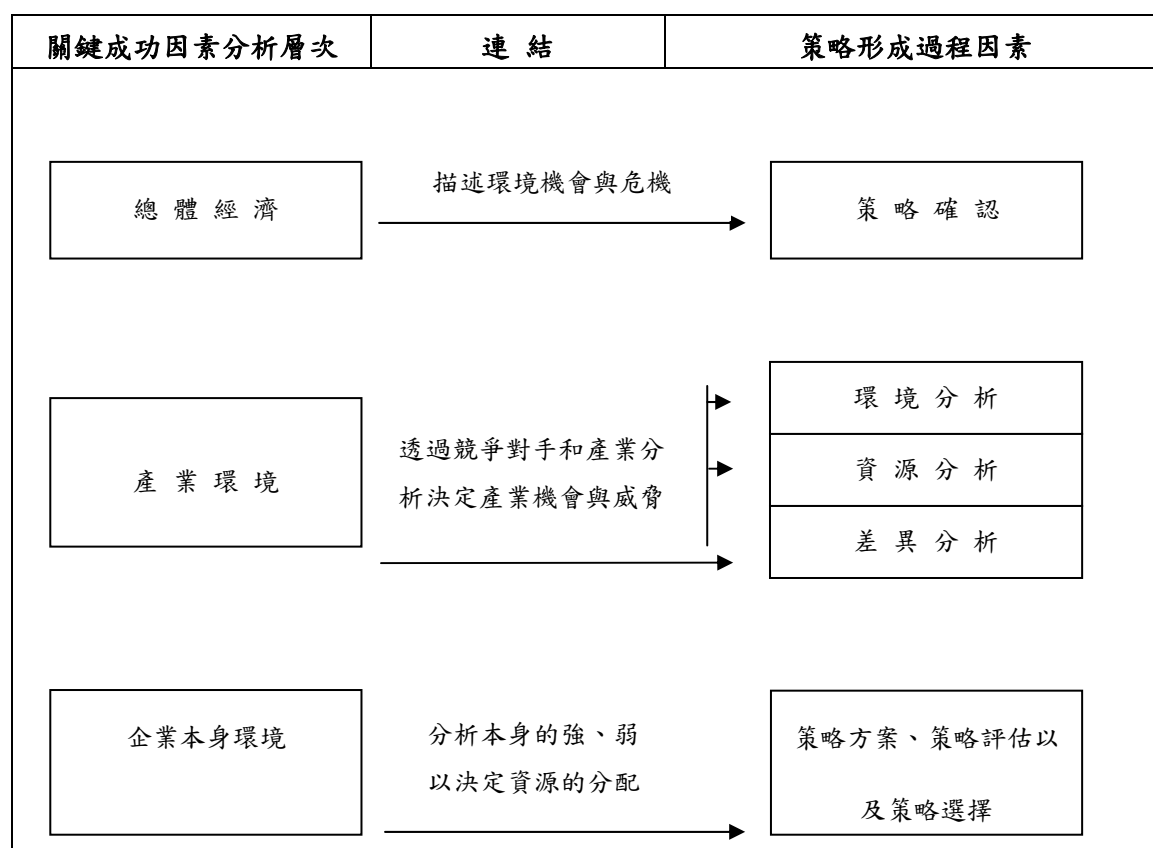 關鍵成功因素分析層次
連 結
策略形成過程因素
總 體 經 濟
描述環境機會與危機
策 略 確 認
產 業 環 境
透過競爭對手和產業分
析決定產業機會與威脅
環 境 分 析
資 源 分 析
差 異 分 析
企業本身環境
分析本身的強、弱
以決定資源的分配
策略方案、策略評估以
及策略選擇